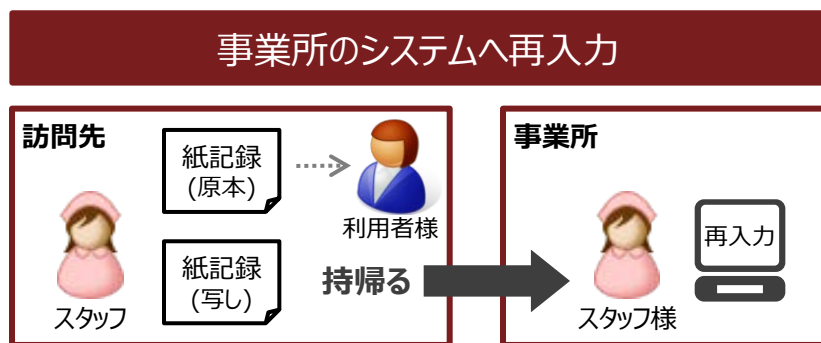 事業所のシステムへ再入力
訪問先
紙記録
(原本)
利用者様
スタッフ
紙記録
(写し)
持帰る
事業所
スタッフ様
再入力